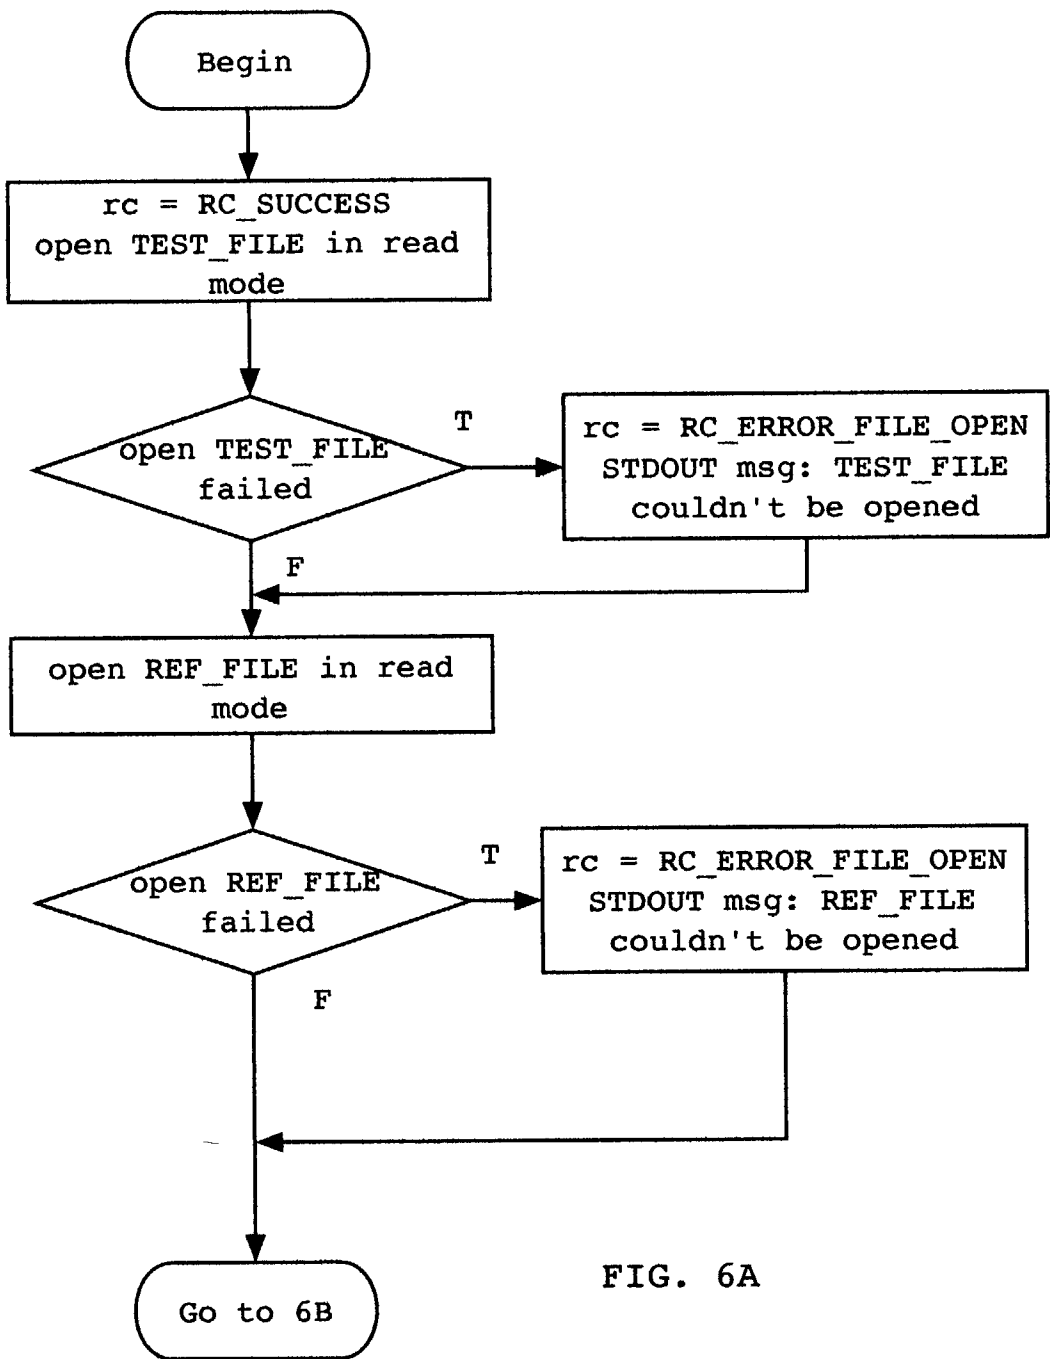 Begin
rc = RC_SUCCESS
open TEST_FILE in read
mode
open TEST_FILE
failed
T
rc = RC_ERROR_FILE_OPEN
STDOUT msg: TEST_FILE
couldn't be opened
F
open REF_FILE in read
mode
open REF_FILE
failed
T
rc = RC_ERROR_FILE_OPEN
STDOUT msg: REF_FILE
couldn't be opened
F
Go to 6B
FIG. 6A